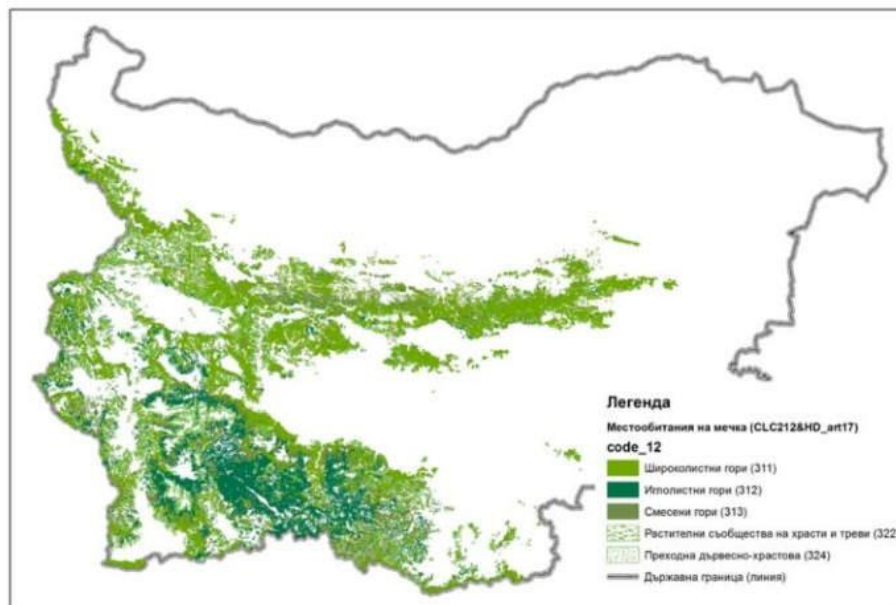 Легенда
Местообитания на мечка (CLC212&HD_art17)
code_12
Широколистни гори (311)
Иглолистни гори (312)
Смесени гори (313)
Растителни съобщества на храсти и треви (322
Преходна дървесно-храстова (324)
Държавна граница (линия)